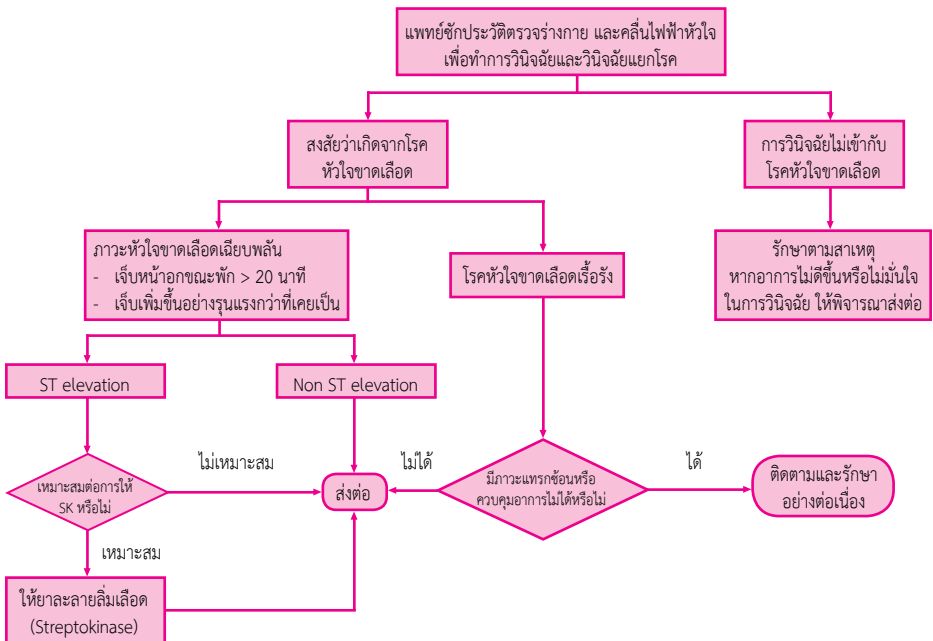 แพทย์ซักประวัติตรวจร่างกาย และคลื่นไฟฟ้าหัวใจ
เพื่อทำการวินิจฉัยและวินิจฉัยแยกโรค
สงสัยว่าเกิดจากโรค
หัวใจขาดเลือด
การวินิจฉัยไม่เข้ากับ
โรคหัวใจขาดเลือด
ภาวะหัวใจขาดเลือดเฉียบพลัน
- เจ็บหน้าอกขณะพัก > 20 นาที
- เจ็บเพิ่มขึ้นอย่างรุนแรงกว่าที่เคยเป็น
โรคหัวใจขาดเลือดเรื้อรัง
รักษาตามสาเหตุ
หากอาการไม่ดีขึ้นหรือไม่มั่นใจ
ในการวินิจฉัย ให้พิจารณาส่งต่อ
ST elevation
Non ST elevation
เหมาะสมต่อการให้
SK หรือไม่
ไม่เหมาะสม
ส่งต่อ
ไม่ได้
มีภาวะแทรกซ้อนหรือ
ควบคุมอาการไม่ได้หรือไม่
ได้
ติดตามและรักษา
อย่างต่อเนื่อง
เหมาะสม
ให้ยาละลายลิ่มเลือด
(Streptokinase)